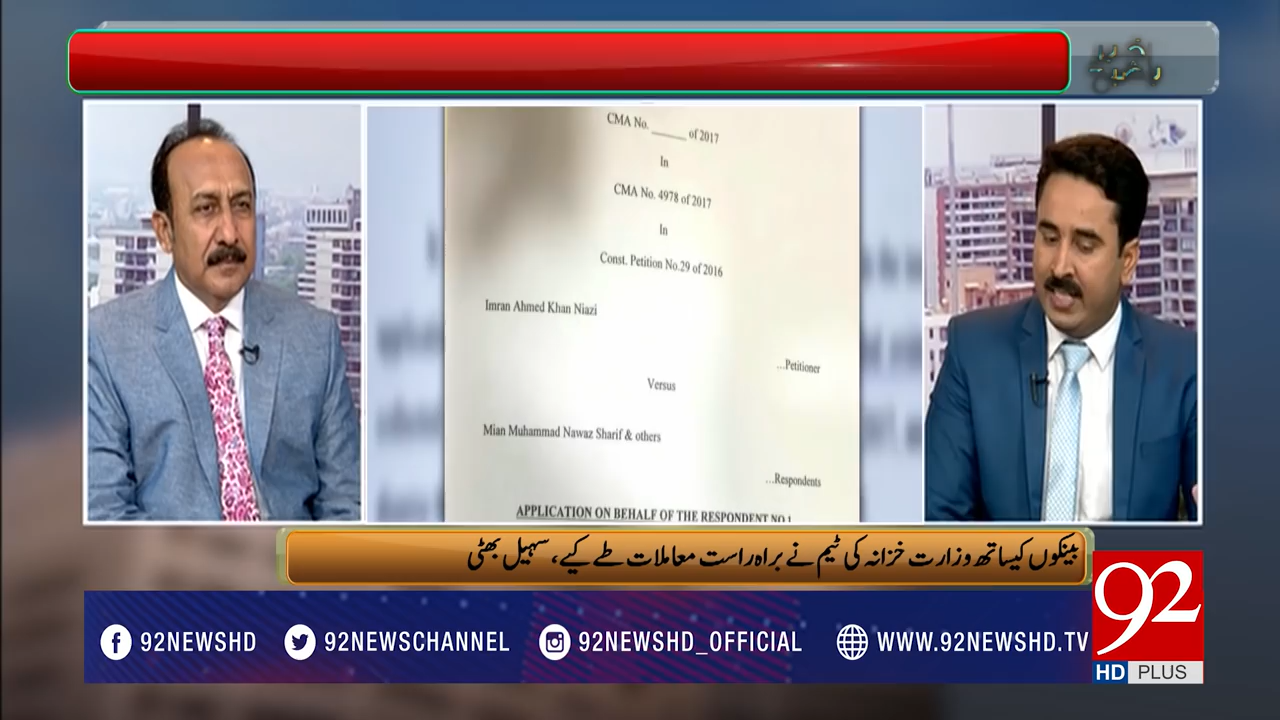 CMA No. ______ of 2017
In
CMA No. 4978 of 2017
In
Const. Petition No.29 of 2016
Imran Ahmed Khan Niazi
...Petitioner
Versus
Mian Muhammad Nawaz Sharif & others
...Respondents
APPLICATION ON BEHALF OF THE RESPONDENT NO.1
بینکوں کیساتھ وزارت خزانہ کی ٹیم نے براہ راست معاملات طے کیے، سہیل بھٹی
92NEWSHD 92NEWSCHANNEL 92NEWSHD_OFFICIAL WWW.92NEWSHD.TV
92
HD PLUS